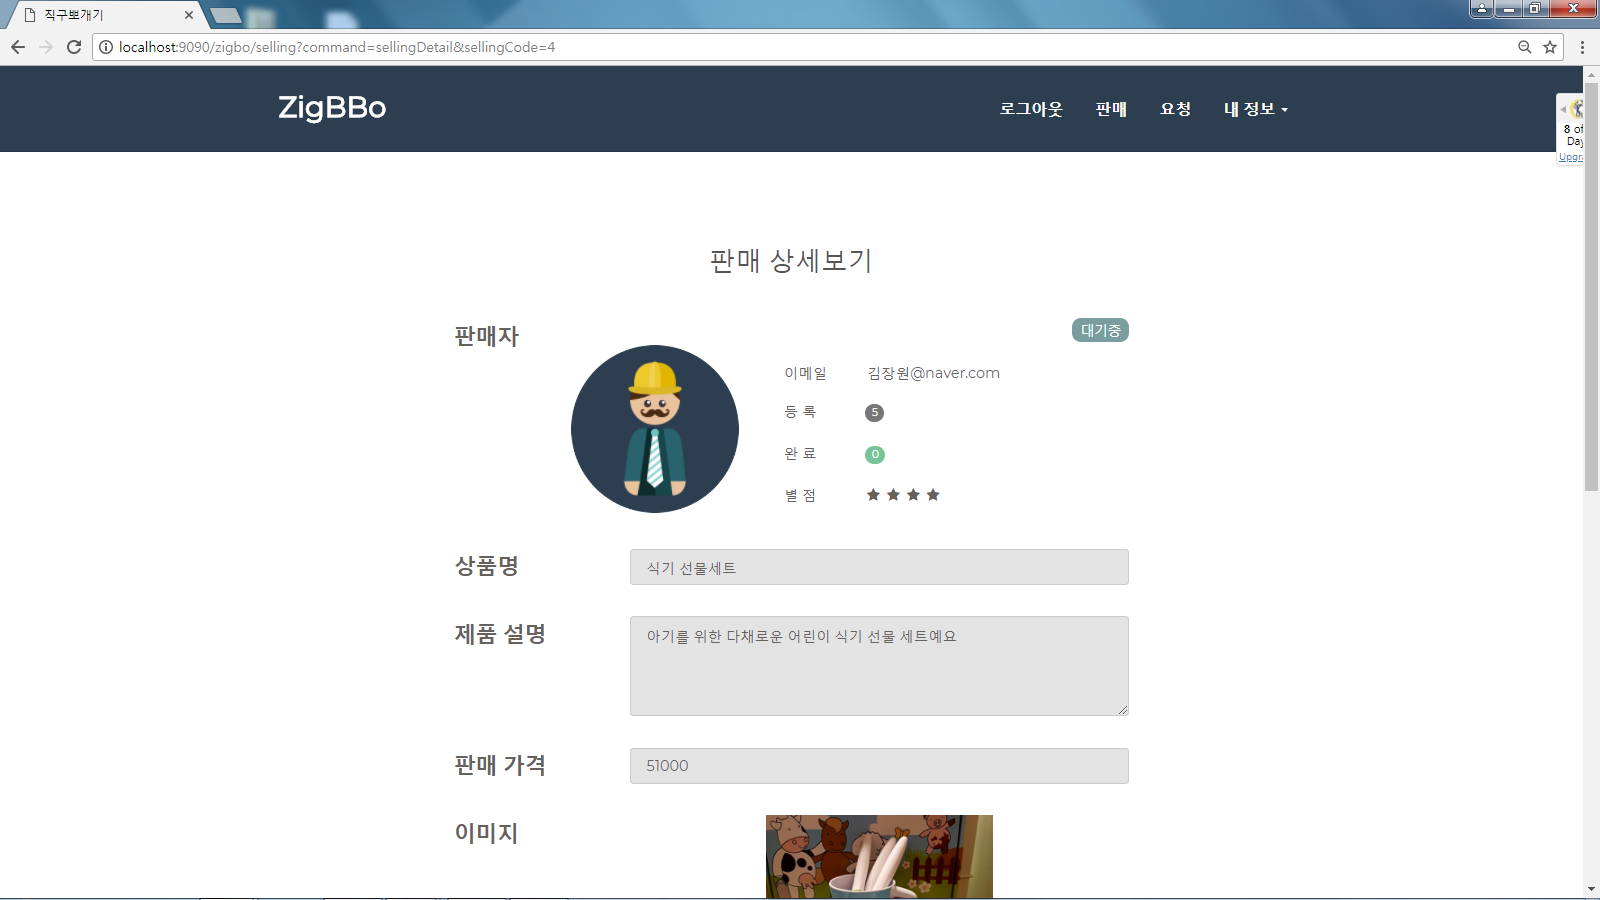 직구뽀개기
localhost:9090/zigbo/selling?command=sellingDetail&sellingCode=4
ZigBBo
로그아웃
판매
요청
내 정보
8 of
Day
Upgra
판매 상세보기
판매자
대기중
이메일
김장원@naver.com
등 록
5
완 료
0
별 점
상품명
식기 선물세트
제품 설명
아기를 위한 다채로운 어린이 식기 선물 세트예요
판매 가격
51000
이미지